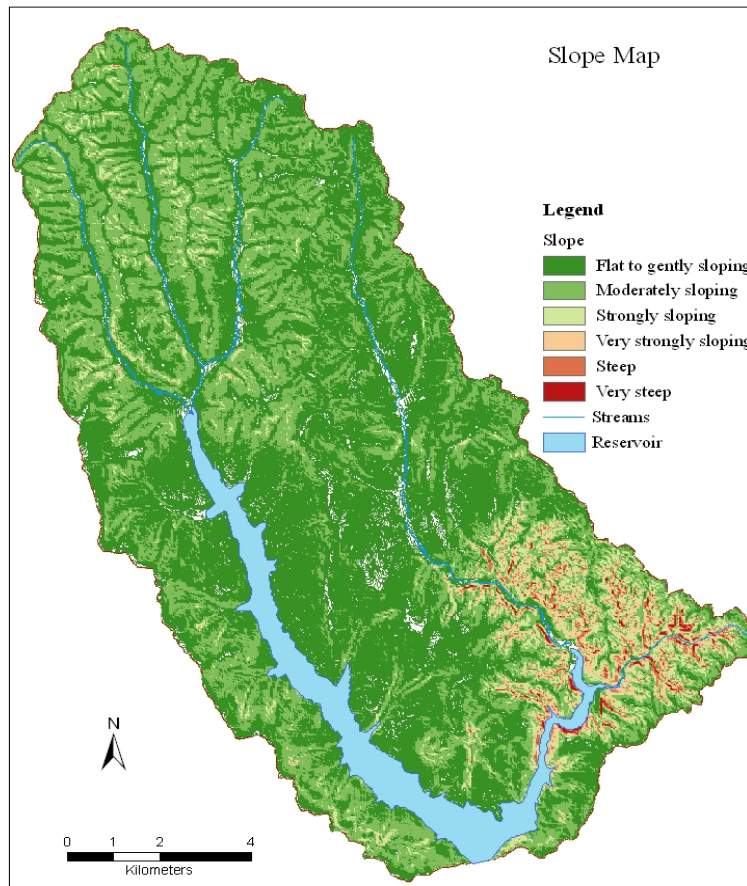 Slope Map
Legend
Slope
Flat to gently sloping
Moderately sloping
Strongly sloping
Very strongly sloping
Steep
Very steep
Streams
Reservoir
N
0 1 2 4
Kilometers